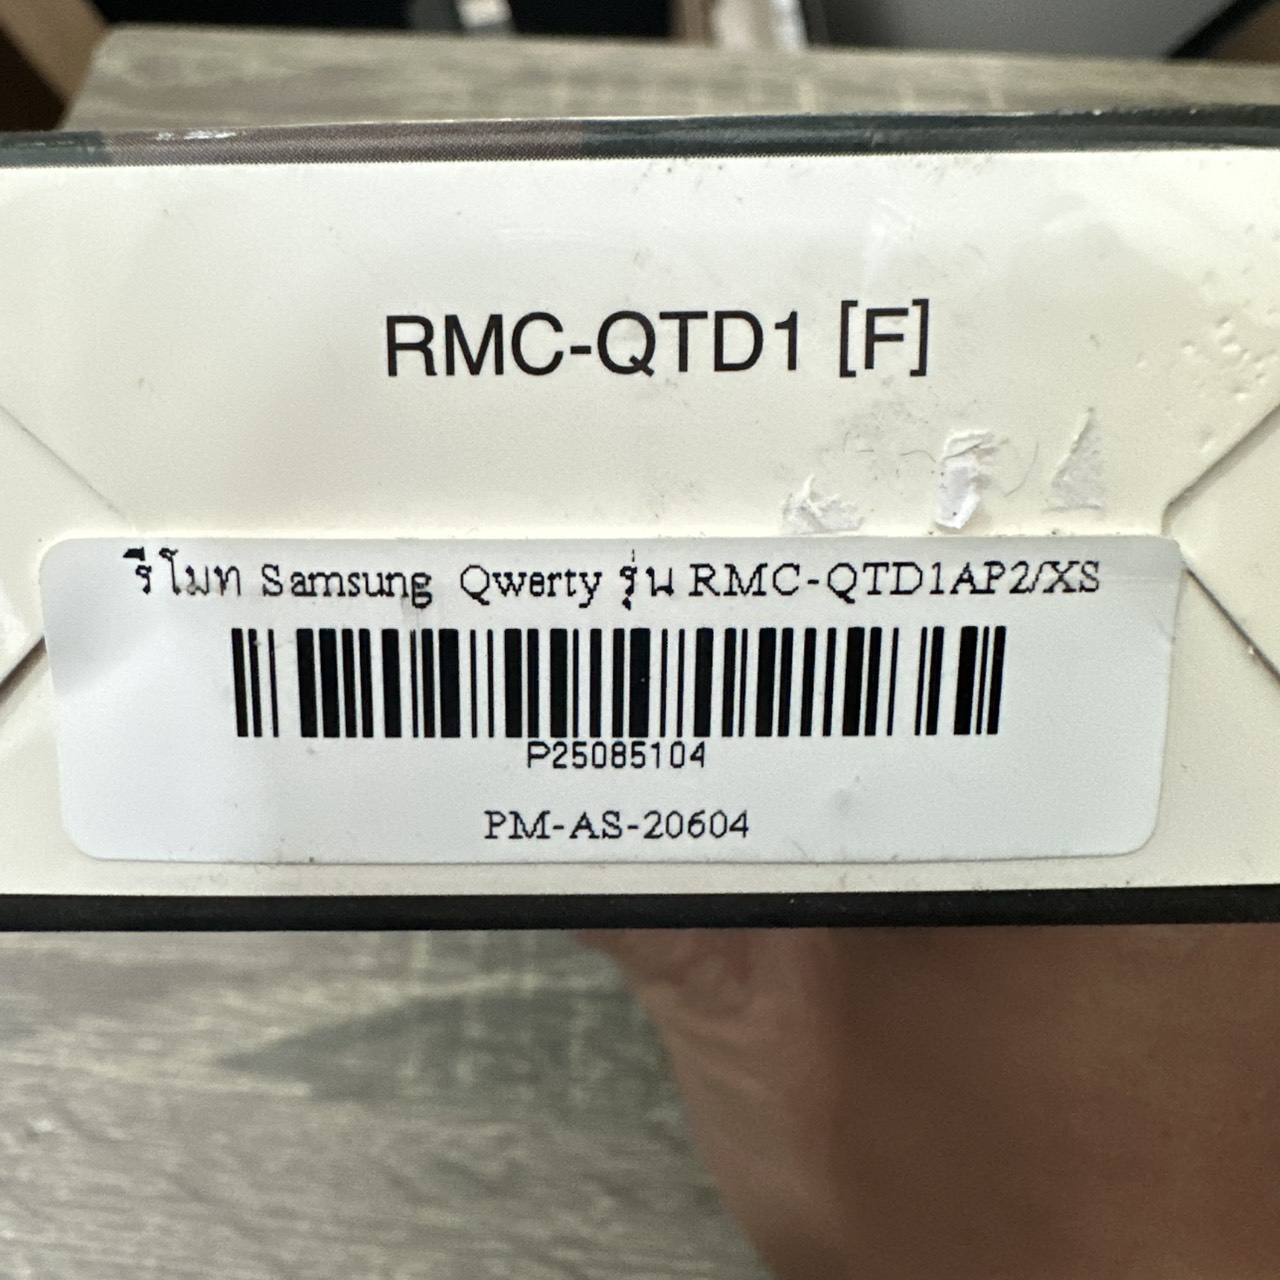 RMC-QTD1 [F]
รีโมท Samsung Qwerty รุ่น RMC-QTD1AP2/XS
P25085104
PM-AS-20604